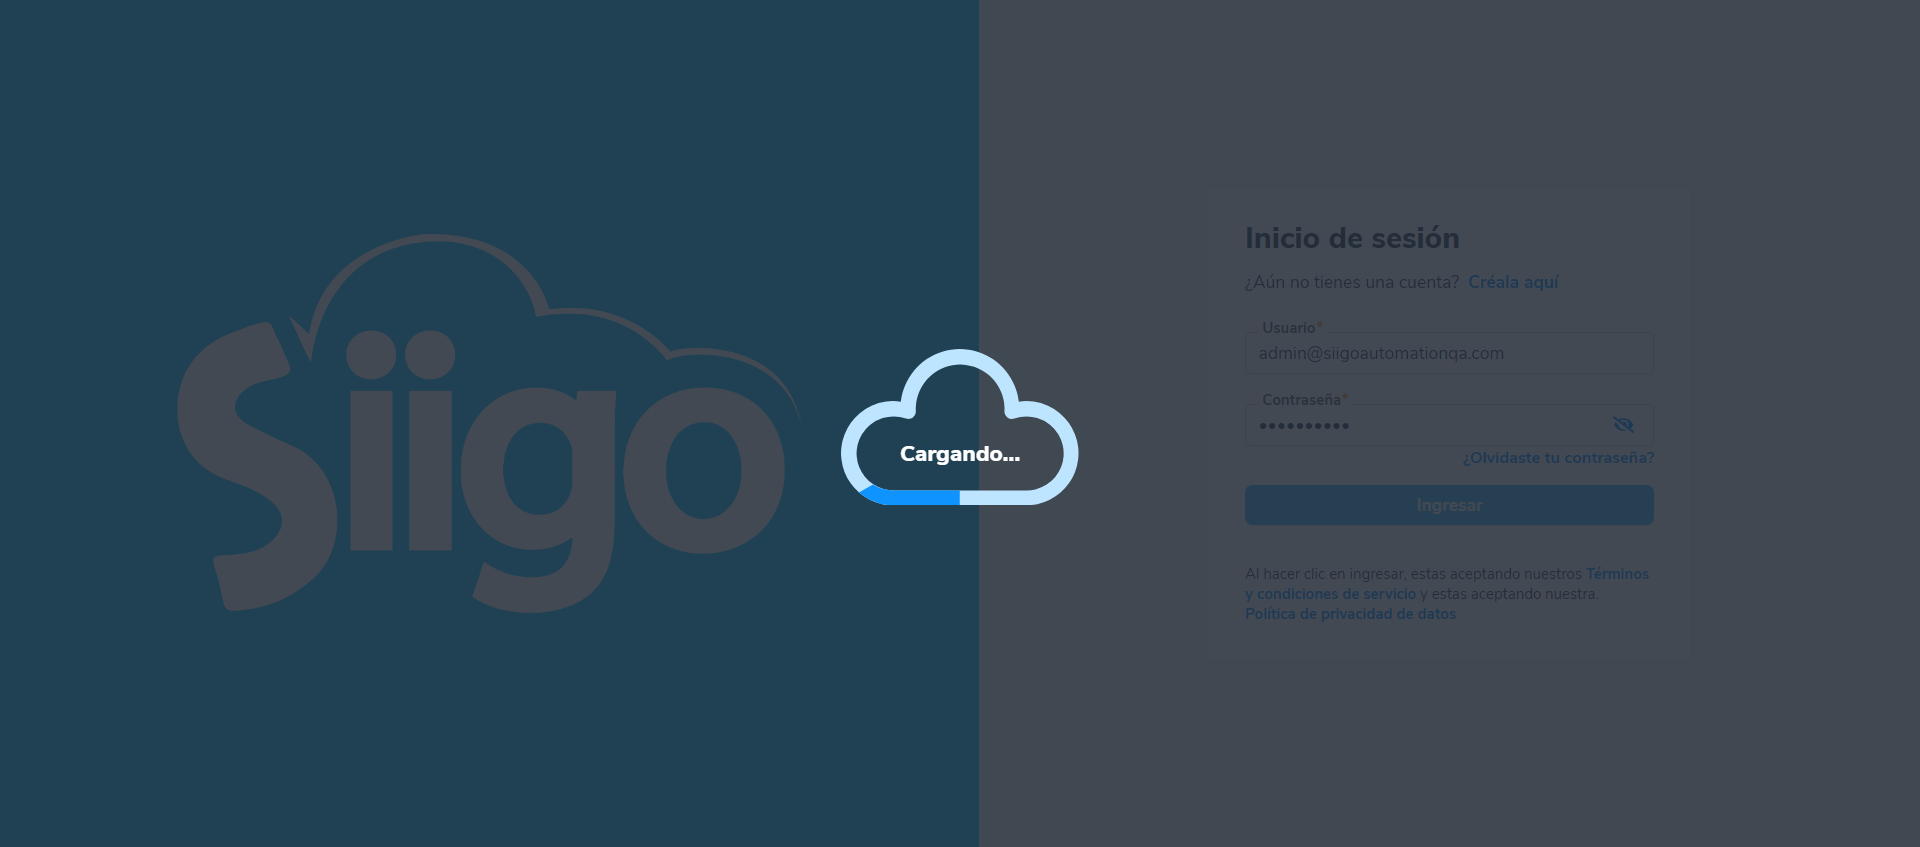 Siigo
Cargando...
Inicio de sesión
¿Aún no tienes una cuenta? Créala aquí
Usuario*
admin@siigoautomationqa.com
Contraseña*
••••••••••
¿Olvidaste tu contraseña?
Ingresar
Al hacer clic en ingresar, estas aceptando nuestros Términos
y condiciones de servicio y estas aceptando nuestra.
Política de privacidad de datos